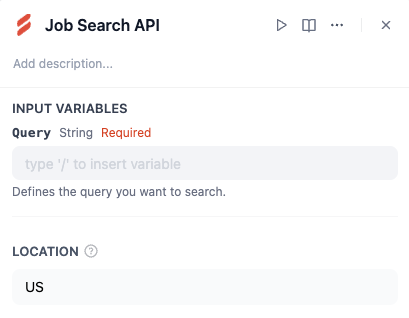 Job Search API
Add description...
INPUT VARIABLES
Query String Required
type '/' to insert variable
Defines the query you want to search.
LOCATION ?
US